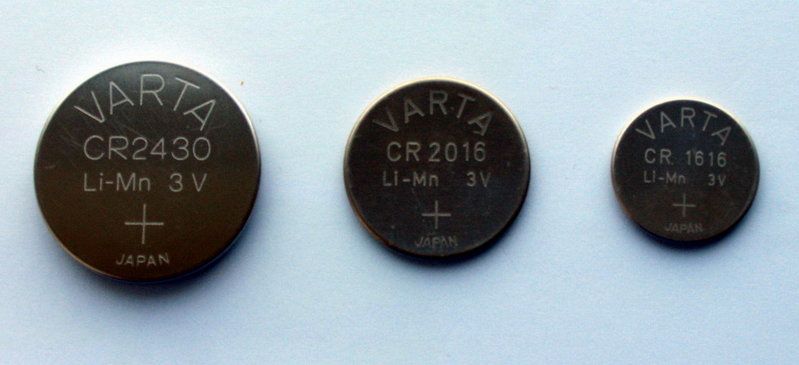 VARTA
CR2430
Li-Mn 3V
+
JAPAN
VARTA
CR 2016
Li-Mn 3V
+
JAPAN
VARTA
CR 1616
Li-Mn 3V
+
JAPAN